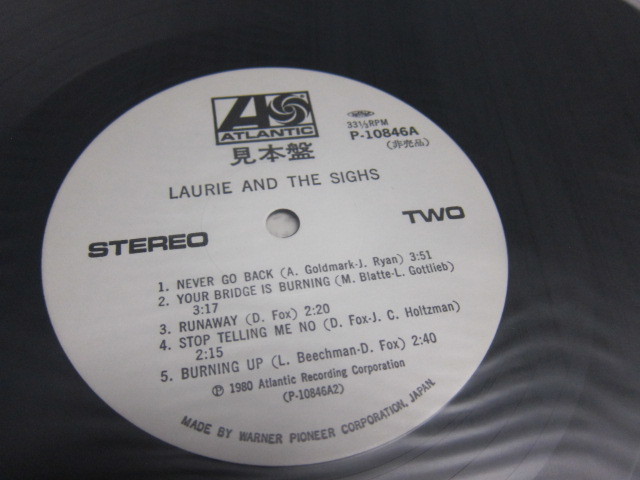 ATLANTIC
見本盤
33⅓RPM
P-10846A
(非売品)
LAURIE AND THE SIGHS
STEREO TWO
1. NEVER GO BACK (A. Goldmark-J. Ryan) 3:51
2. YOUR BRIDGE IS BURNING (M. Blatte-L. Gottlieb)
3:17
3. RUNAWAY (D. Fox) 2:20
4. STOP TELLING ME NO (D. Fox-J. C. Holtzman)
2:15
5. BURNING UP (L. Beechman-D. Fox) 2:40
Ⓟ 1980 Atlantic Recording Corporation
(P-10846A2)
MADE BY WARNER PIONEER CORPORATION, JAPAN.